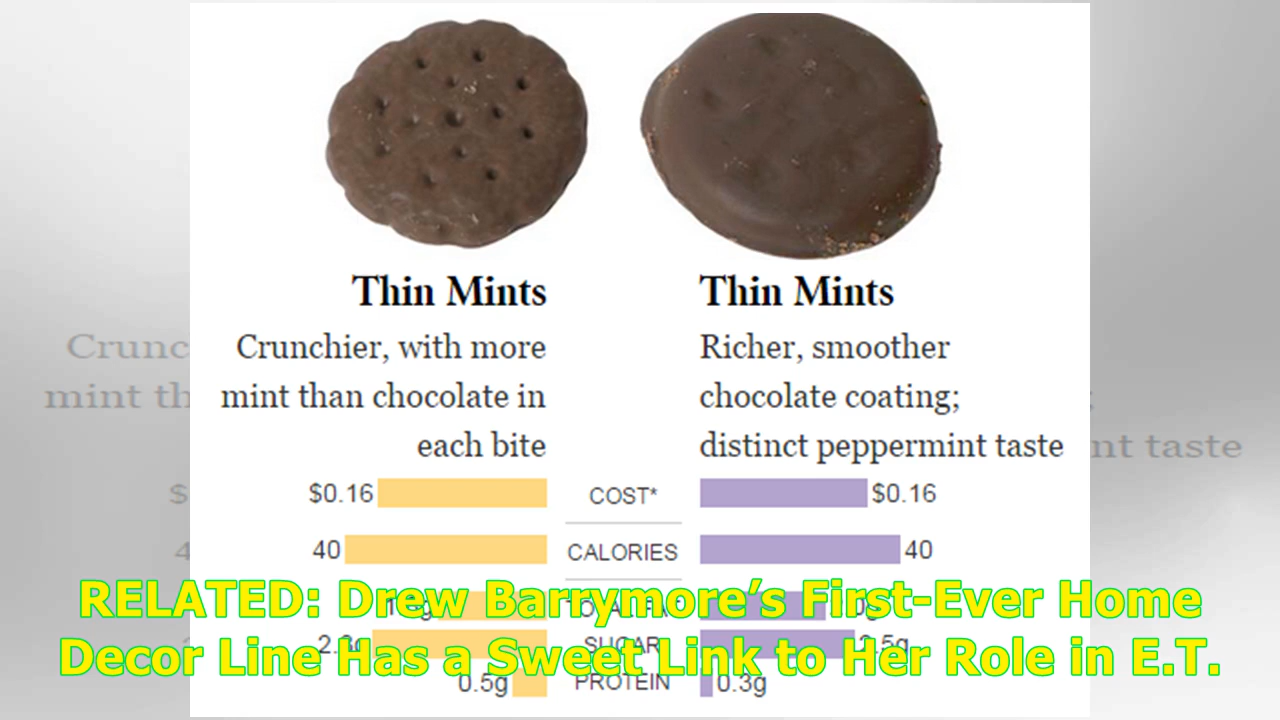 Thin Mints
Thin Mints
Crunchier, with more
mint than chocolate in
each bite
Richer, smoother
chocolate coating;
distinct peppermint taste
$0.16 COST* $0.16
40 CALORIES 40
SUGAR
0.5g PROTEIN 0.3g
RELATED: Drew Barrymore’s First-Ever Home
Decor Line Has a Sweet Link to Her Role in E.T.